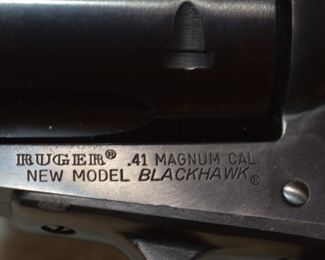 RUGER® .41 MAGNUM CAL.
NEW MODEL BLACKHAWK®